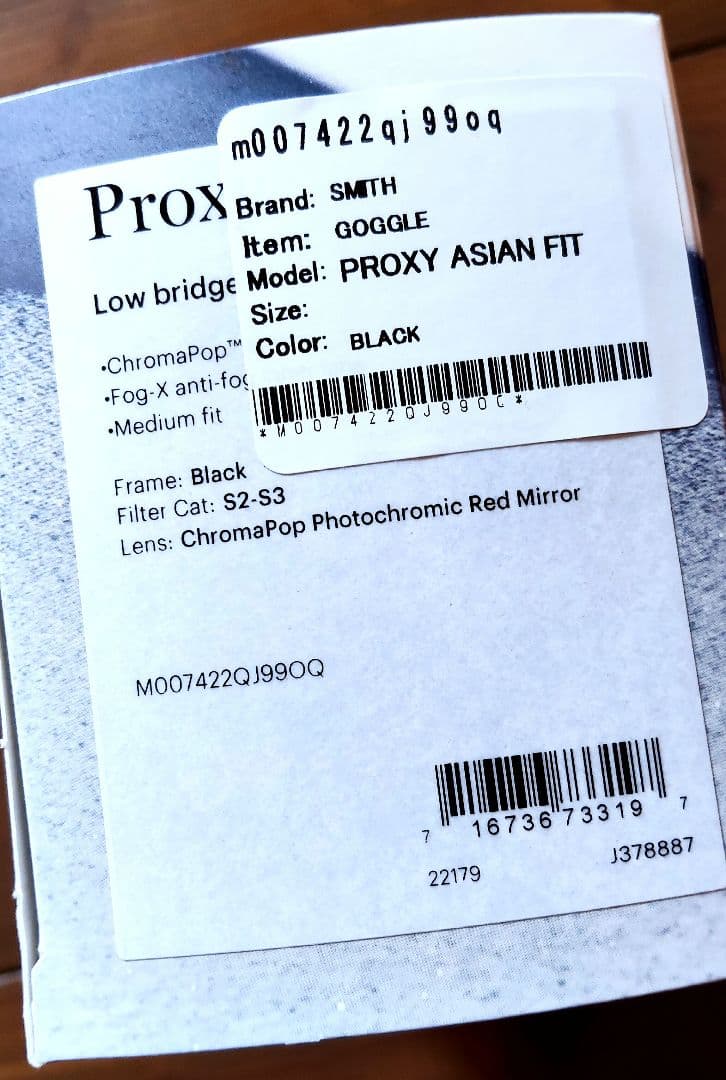 m007422qj99oq
Brand: SMITH
Item: GOGGLE
Model: PROXY ASIAN FIT
Size:
Color: BLACK
*M007422QJ99OC*
Prox
Low bridge
•ChromaPop™
•Fog-X anti-fog
•Medium fit
Frame: Black
Filter Cat: S2-S3
Lens: ChromaPop Photochromic Red Mirror
M007422QJ99OQ
7 16736 73319 7
22179
J378887